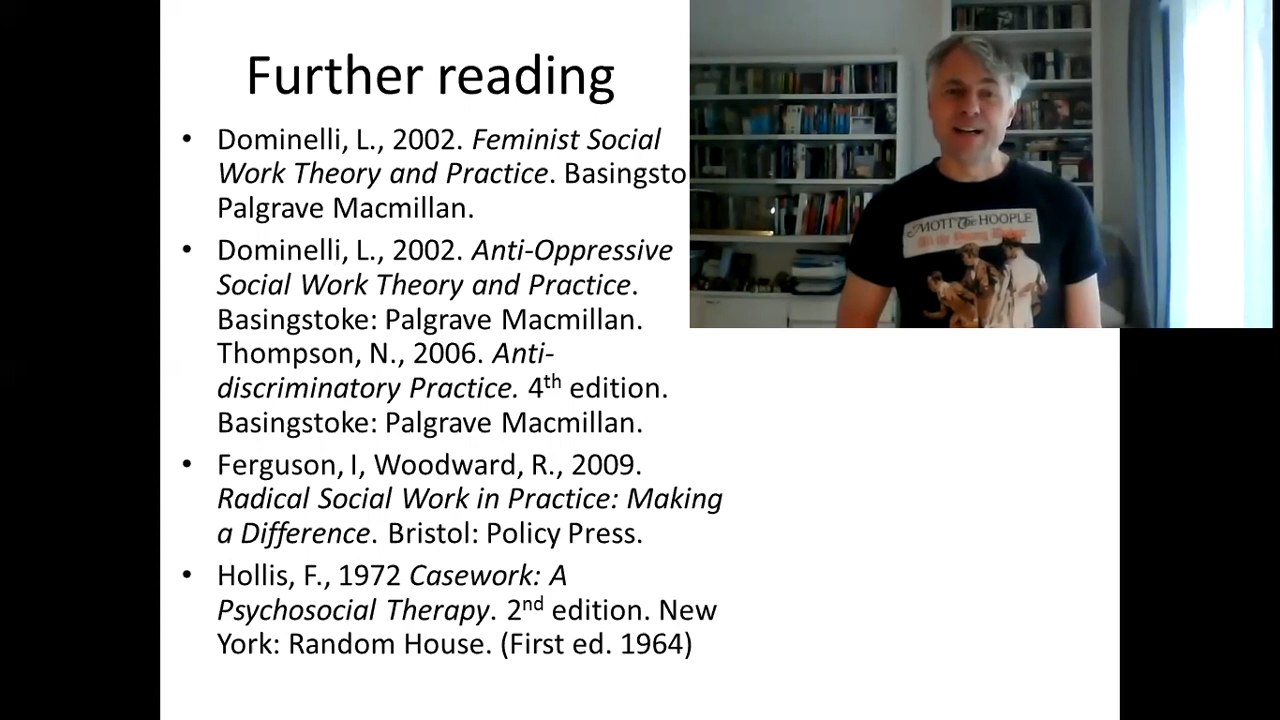 Further reading
• Dominelli, L., 2002. Feminist Social
Work Theory and Practice. Basingsto
Palgrave Macmillan.
• Dominelli, L., 2002. Anti-Oppressive
Social Work Theory and Practice.
Basingstoke: Palgrave Macmillan.
Thompson, N., 2006. Anti-
discriminatory Practice. 4th edition.
Basingstoke: Palgrave Macmillan.
• Ferguson, I, Woodward, R., 2009.
Radical Social Work in Practice: Making
a Difference. Bristol: Policy Press.
• Hollis, F., 1972 Casework: A
Psychosocial Therapy. 2nd edition. New
York: Random House. (First ed. 1964)
MOTT The HOOPLE